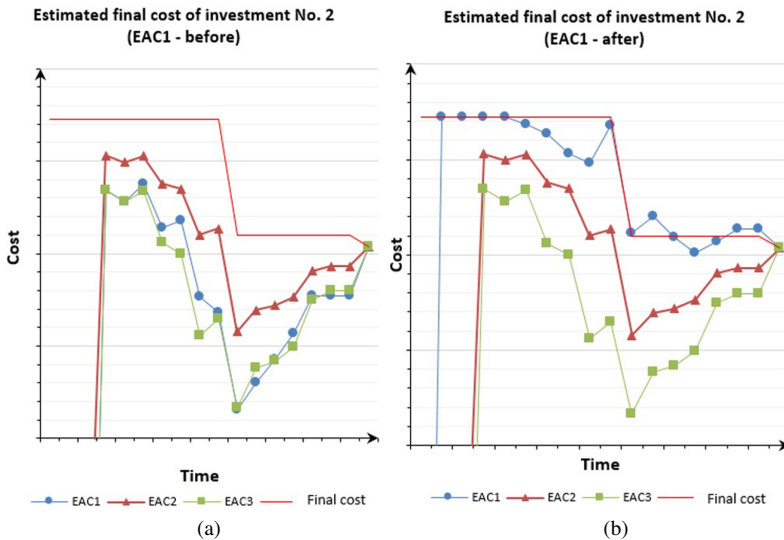 Estimated final cost of investment No. 2
(EAC1 - before)
Cost
Time
EAC1 EAC2 EAC3 Final cost
(a)
Estimated final cost of investment No. 2
(EAC1 - after)
Cost
Time
EAC1 EAC2 EAC3 Final cost
(b)